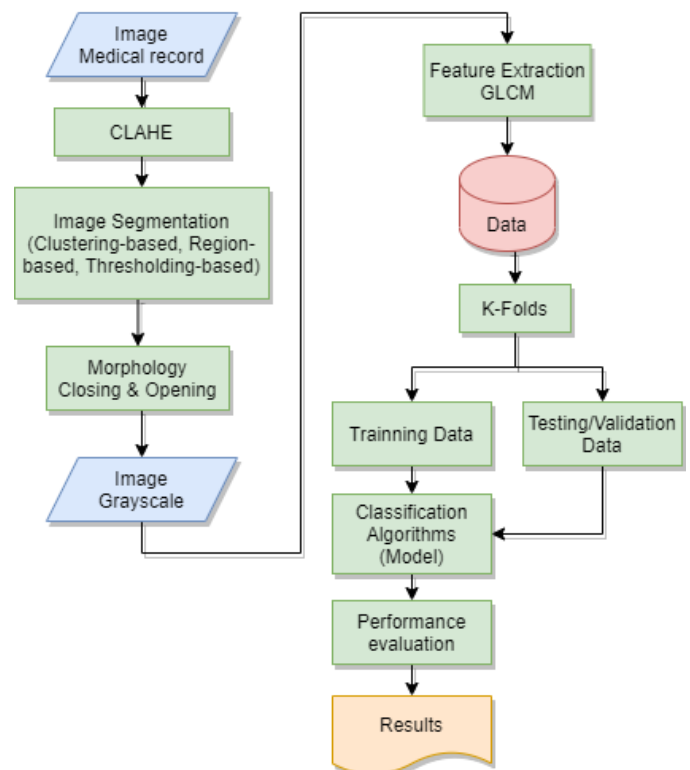 Image
Medical record
CLAHE
Image Segmentation
(Clustering-based, Region-
based, Thresholding-based)
Morphology
Closing & Opening
Image
Grayscale
Feature Extraction
GLCM
Data
K-Folds
Trainning Data
Testing/Validation
Data
Classification
Algorithms
(Model)
Performance
evaluation
Results